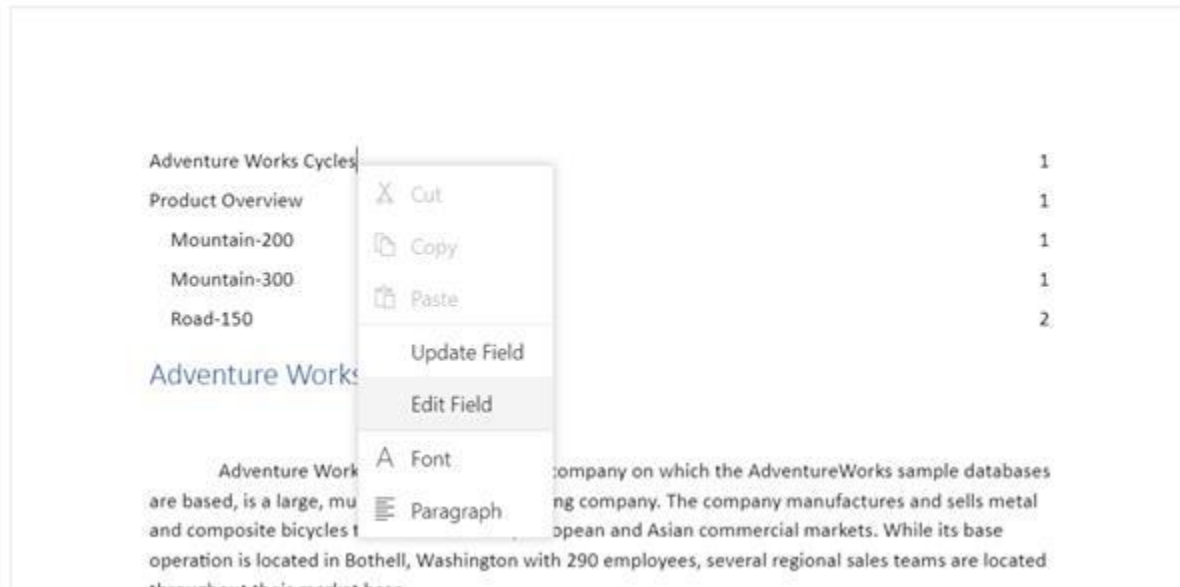 Adventure Works Cycles 1
Product Overview 1
Mountain-200 1
Mountain-300 1
Road-150 2
Cut
Copy
Paste
Update Field
Edit Field
Font
Paragraph
Adventure Works
Adventure Work company on which the AdventureWorks sample databases
are based, is a large, mu ng company. The company manufactures and sells metal
and composite bicycles t opean and Asian commercial markets. While its base
operation is located in Bothell, Washington with 290 employees, several regional sales teams are located